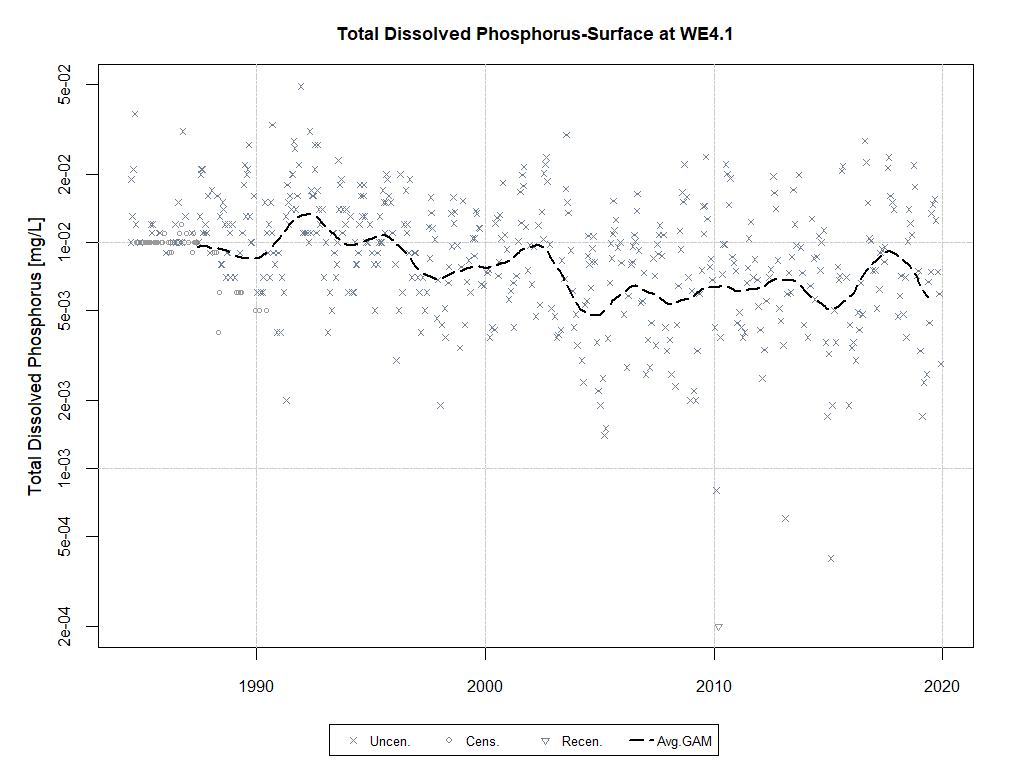 Total Dissolved Phosphorus-Surface at WE4.1
Total Dissolved Phosphorus [mg/L]
5e-02
2e-02
1e-02
5e-03
2e-03
1e-03
5e-04
2e-04
1990 2000 2010 2020
Uncen. Cens. Recen. Avg.GAM